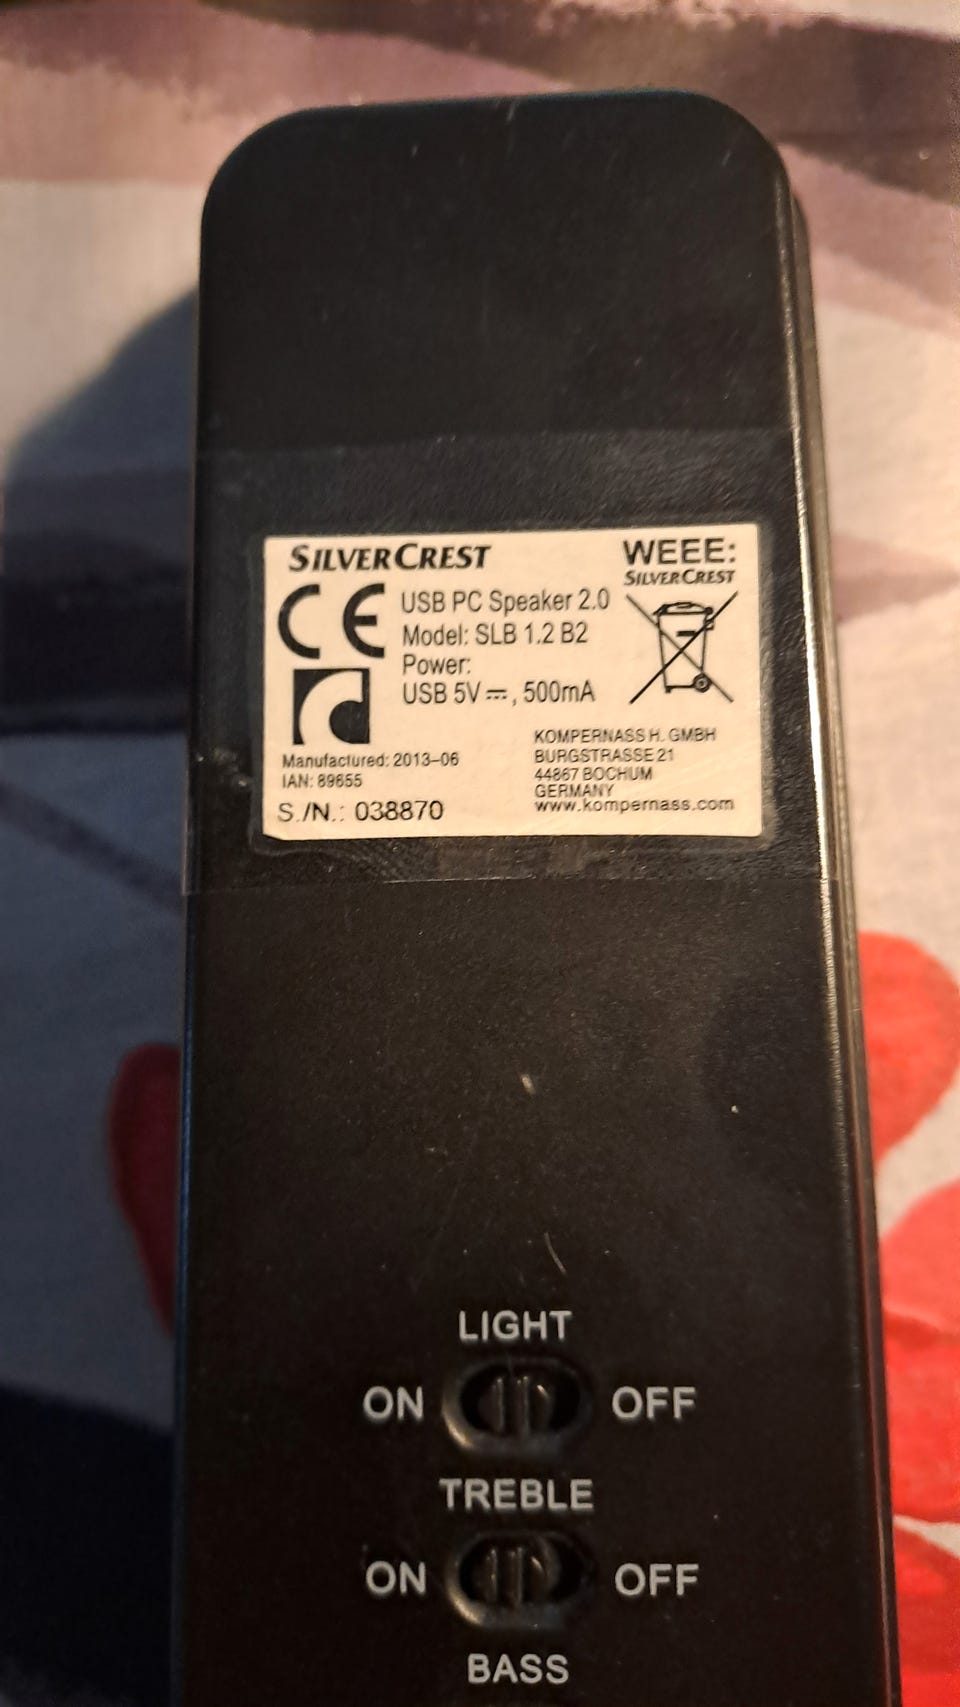 SILVERCREST
WEEE:
SILVERCREST
CE
USB PC Speaker 2.0
Model: SLB 1.2 B2
Power:
USB 5V⎓, 500mA
Manufactured: 2013-06
IAN: 89655
S./N.: 038870
KOMPERNASS H. GMBH
BURGSTRASSE 21
44867 BOCHUM
GERMANY
www.kompernass.com
LIGHT
ON OFF
TREBLE
ON OFF
BASS